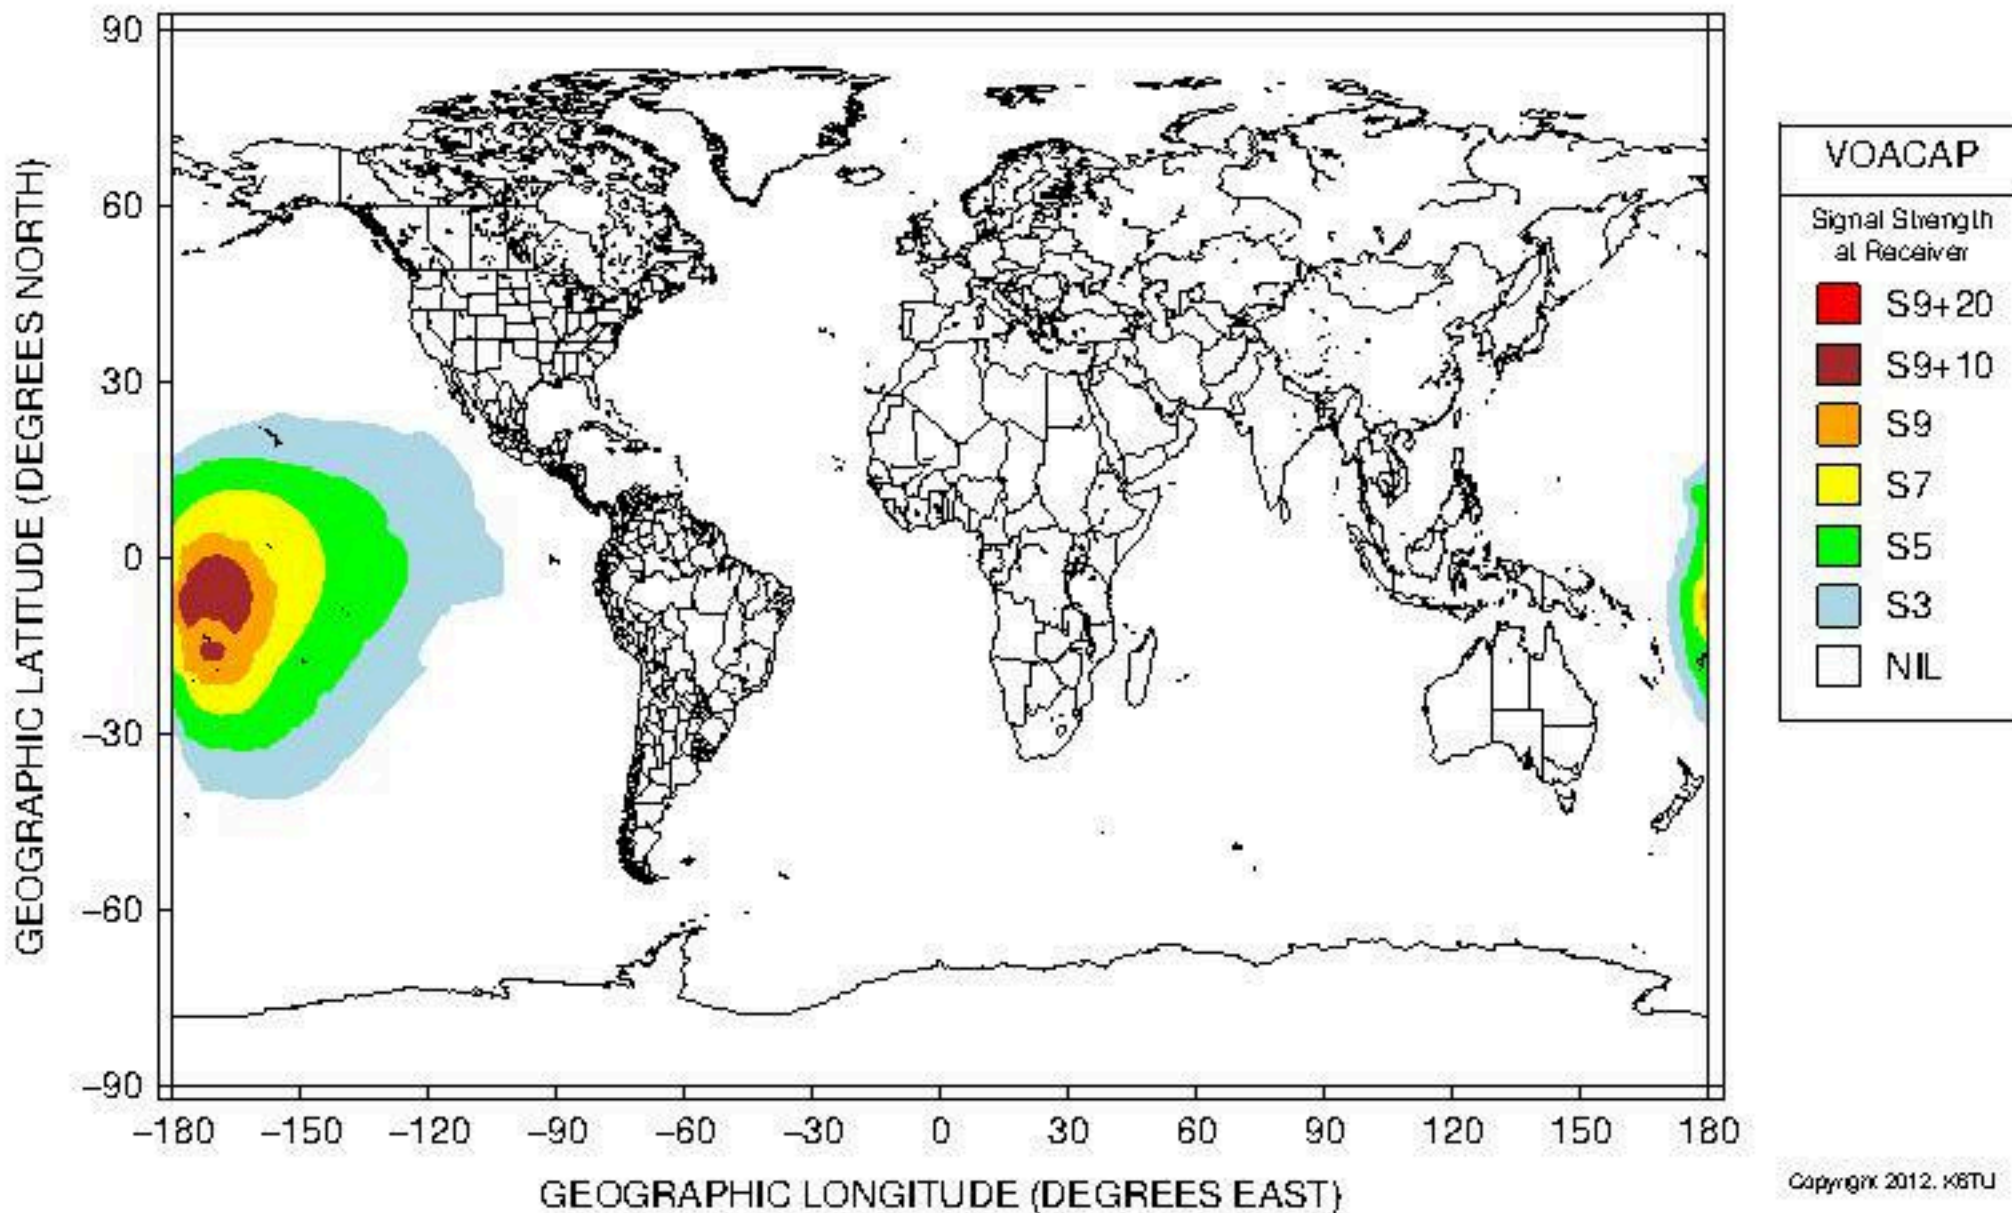 90
60
30
0
−30
−60
−90
GEOGRAPHIC LATITUDE (DEGREES NORTH)
−180 −150 −120 −90 −60 −30 0 30 60 90 120 150 180
GEOGRAPHIC LONGITUDE (DEGREES EAST)
VOACAP
Signal Strength
at Receiver
S9+20
S9+10
S9
S7
S5
S3
NIL
Copyright 2012, K6TU